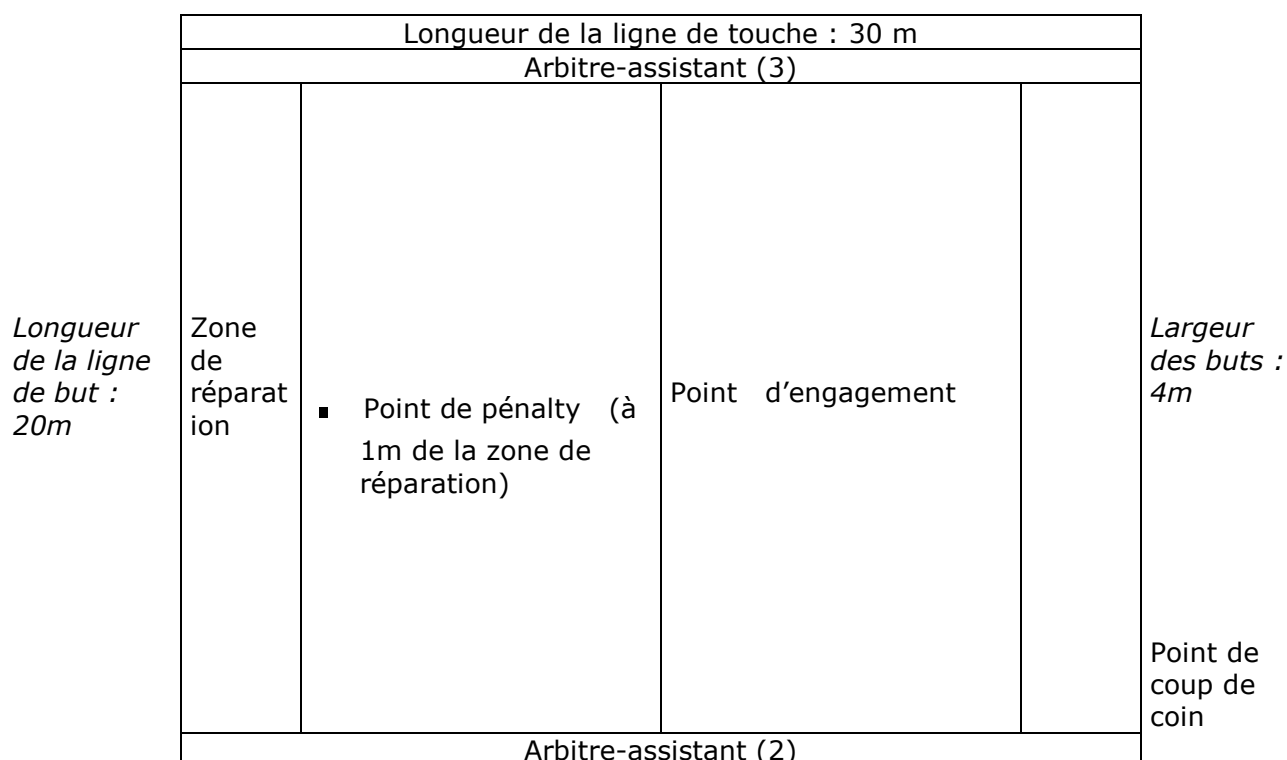 Longueur de la ligne de touche : 30 m
Arbitre-assistant (3)
Longueur
de la ligne
de but :
20m
Zone
de
réparat
ion
▪ Point de pénalty (à
1m de la zone de
réparation)
Point d’engagement
Largeur
des buts :
4m
Point de
coup de
coin
Arbitre-assistant (2)